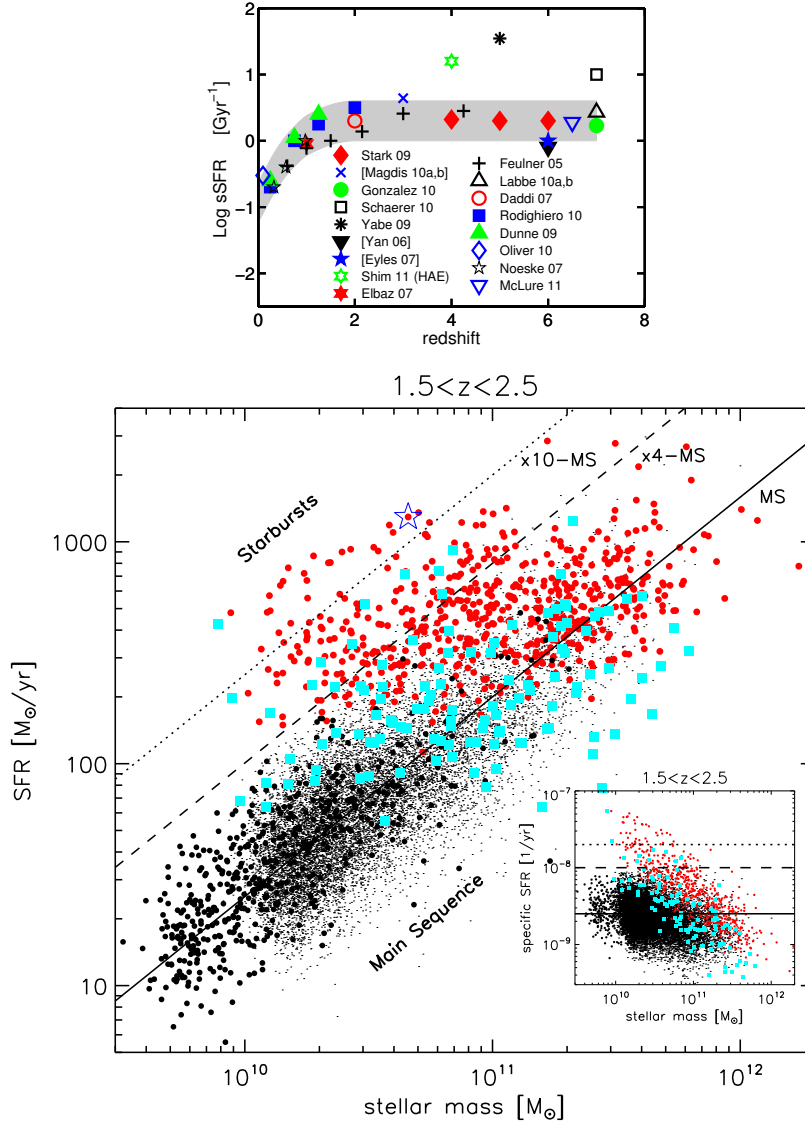 2
1
0
−1
−2
Log sSFR [Gyr⁻¹]
0 2 4 6 8
redshift
Stark 09
[Magdis 10a,b]
Gonzalez 10
Schaerer 10
Yabe 09
[Yan 06]
[Eyles 07]
Shim 11 (HAE)
Elbaz 07
Feulner 05
Labbe 10a,b
Daddi 07
Rodighiero 10
Dunne 09
Oliver 10
Noeske 07
McLure 11
1.5<z<2.5
x10−MS
x4−MS
MS
Starbursts
Main Sequence
1000
100
10
SFR [M⊙/yr]
10¹⁰ 10¹¹ 10¹²
stellar mass [M⊙]
1.5<z<2.5
10⁻⁷
10⁻⁸
10⁻⁹
specific SFR [1/yr]
10¹⁰ 10¹¹ 10¹²
stellar mass [M⊙]